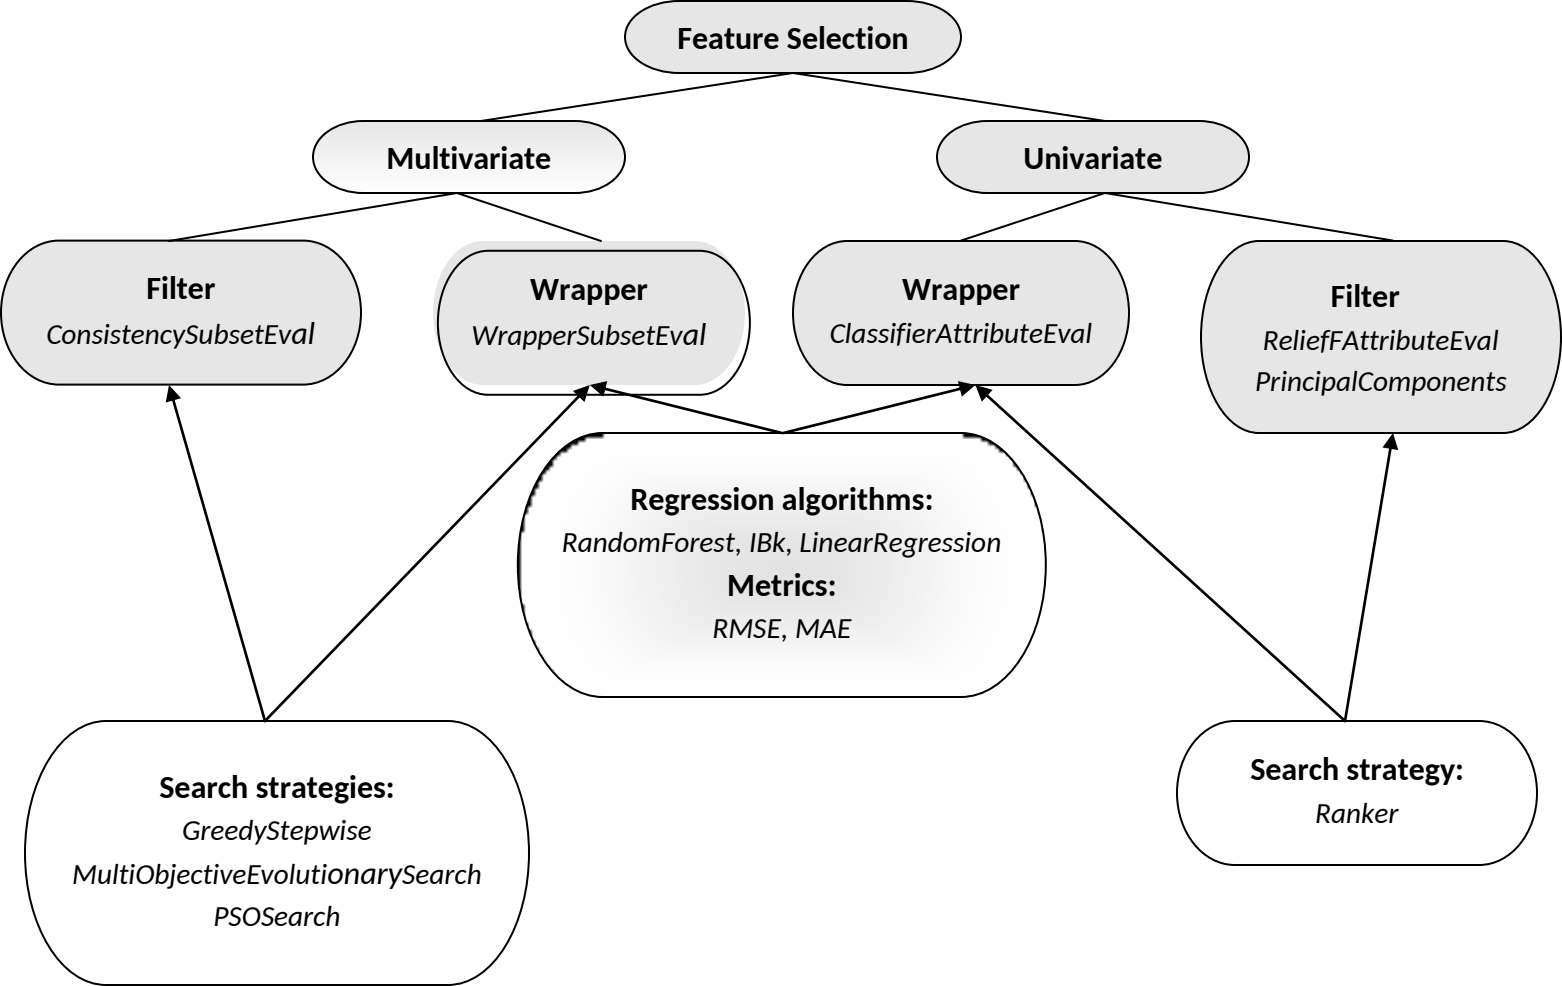 Feature Selection
Multivariate
Univariate
Filter
ConsistencySubsetEval
Wrapper
WrapperSubsetEval
Wrapper
ClassifierAttributeEval
Filter
ReliefFAttributeEval
PrincipalComponents
Regression algorithms:
RandomForest, IBk, LinearRegression
Metrics:
RMSE, MAE
Search strategies:
GreedyStepwise
MultiObjectiveEvolutionarySearch
PSOSearch
Search strategy:
Ranker